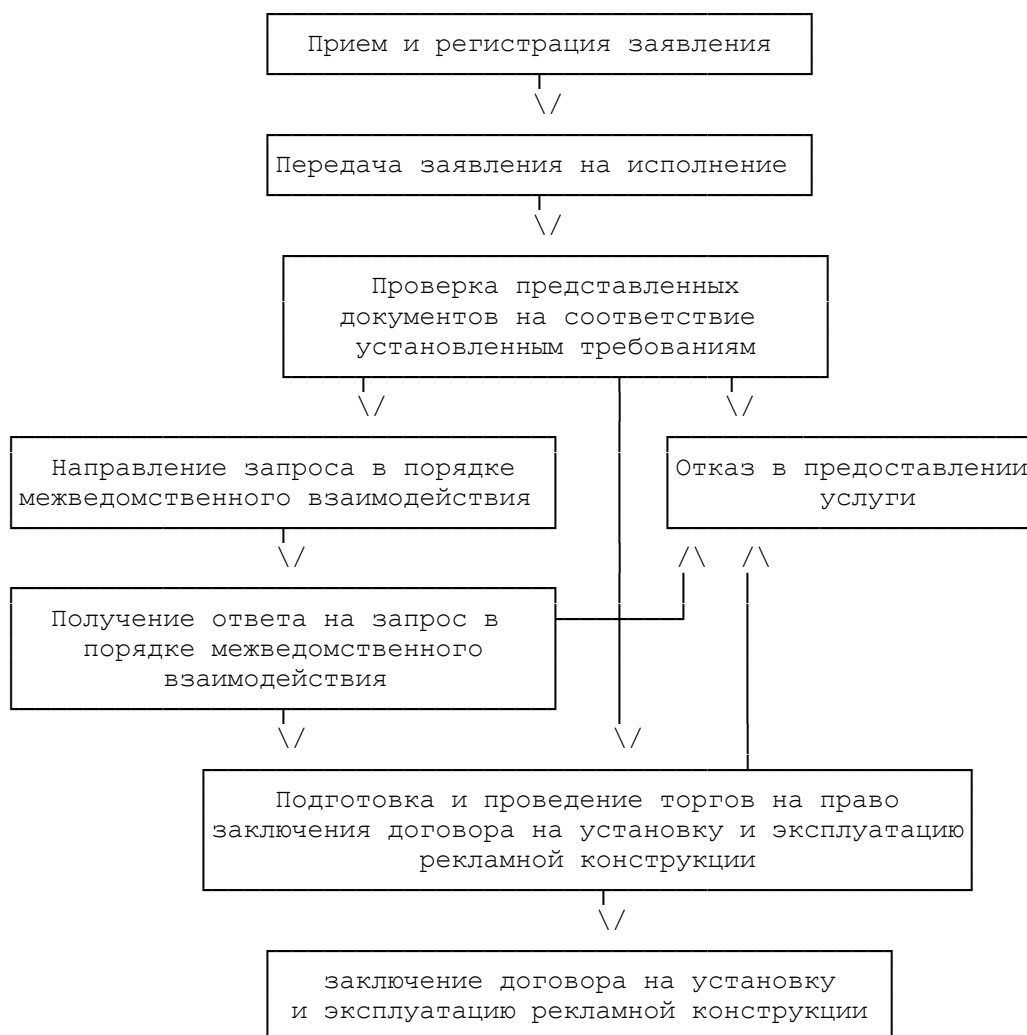 Прием и регистрация заявления
Передача заявления на исполнение
Проверка представленных
документов на соответствие
установленным требованиям
Направление запроса в порядке
межведомственного взаимодействия
Отказ в предоставлении
услуги
Получение ответа на запрос в
порядке межведомственного
взаимодействия
Подготовка и проведение торгов на право
заключения договора на установку и эксплуатацию
рекламной конструкции
заключение договора на установку
и эксплуатацию рекламной конструкции